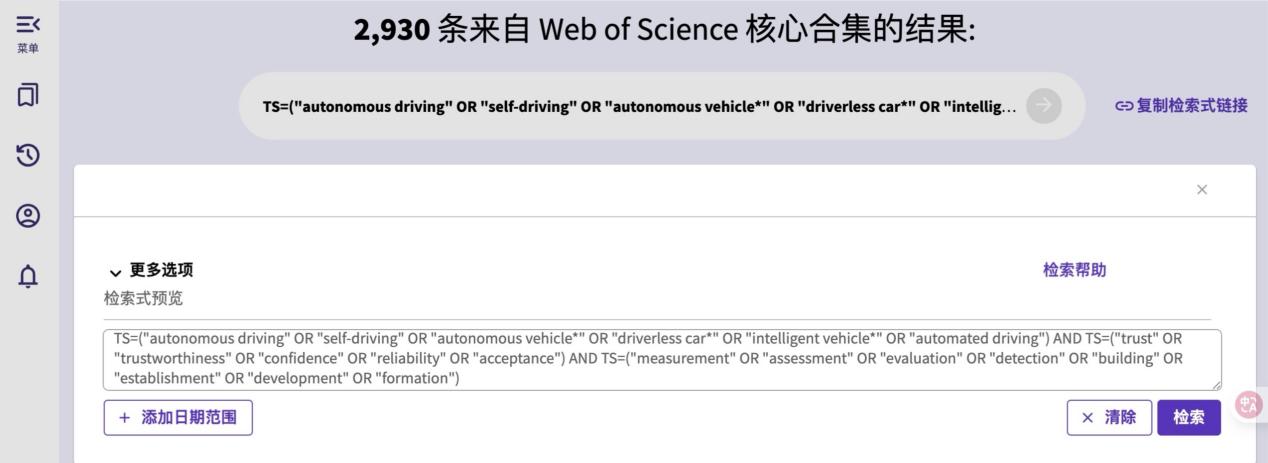 菜单
2,930 条来自 Web of Science 核心合集的结果:
TS=("autonomous driving" OR "self-driving" OR "autonomous vehicle*" OR "driverless car*" OR "intellig…
复制检索式链接
更多选项
检索帮助
检索式预览
TS=("autonomous driving" OR "self-driving" OR "autonomous vehicle*" OR "driverless car*" OR "intelligent vehicle*" OR "automated driving") AND TS=("trust" OR
"trustworthiness" OR "confidence" OR "reliability" OR "acceptance") AND TS=("measurement" OR "assessment" OR "evaluation" OR "detection" OR "building" OR
"establishment" OR "development" OR "formation")
+ 添加日期范围
× 清除
检索
中A